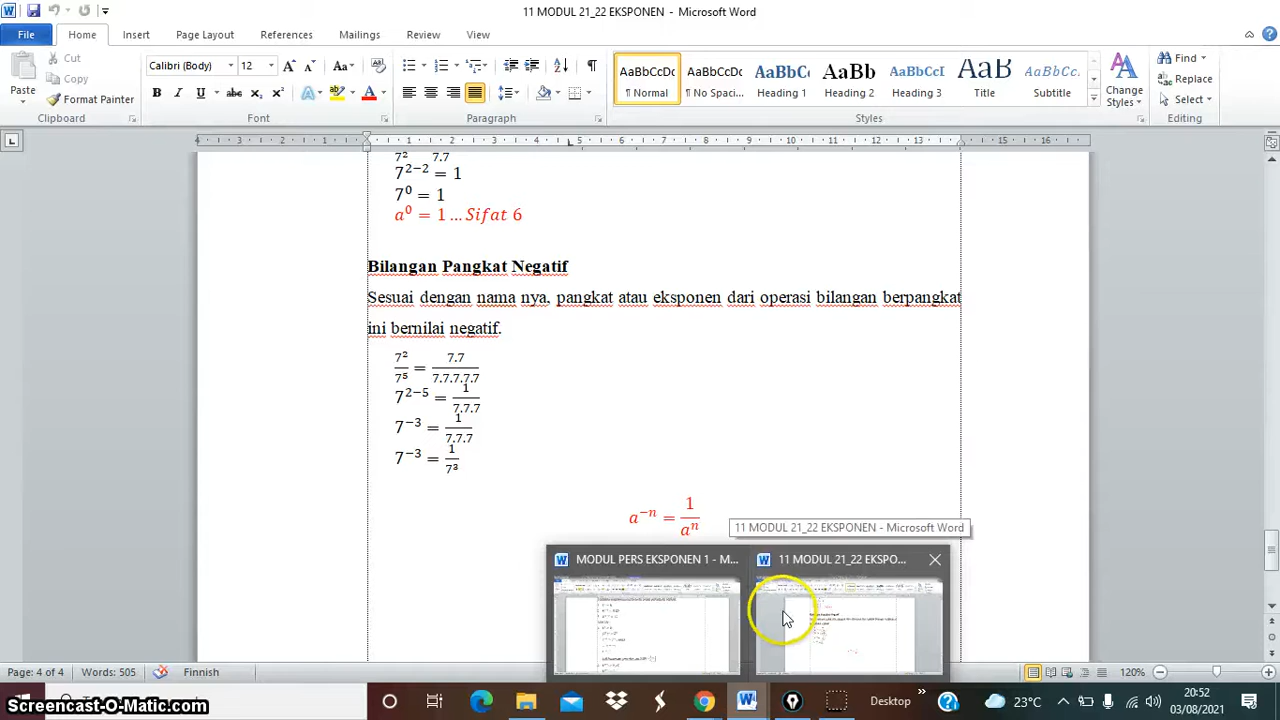 11 MODUL 21_22 EKSPONEN - Microsoft Word
File Home Insert Page Layout References Mailings Review View
Cut
Copy
Format Painter
Paste
Clipboard
Calibri (Body) 12
Font
Paragraph
AaBbCcDc AaBbCcDc AaBbCc AaBb AaBbCcI AaB AaBbCcI
¶ Normal ¶ No Spaci... Heading 1 Heading 2 Heading 3 Title Subtitle
Change Styles
Styles
Find
Replace
Select
Editing
7² 7.7
7²⁻² = 1
7⁰ = 1
a⁰ = 1 … Sifat 6
Bilangan Pangkat Negatif
Sesuai dengan nama nya, pangkat atau eksponen dari operasi bilangan berpangkat
ini bernilai negatif.
7²/7⁵ = 7.7/7.7.7.7.7
7²⁻⁵ = 1/7.7.7
7⁻³ = 1/7.7.7
7⁻³ = 1/7³
a⁻ⁿ = 1/aⁿ
11 MODUL 21_22 EKSPONEN - Microsoft Word
MODUL PERS EKSPONEN 1 - M...
11 MODUL 21_22 EKSPO...
Page: 4 of 4 Words: 505 Finnish 120%
Screencast-O-Matic.com
Desktop
23°C
20:52
03/08/2021